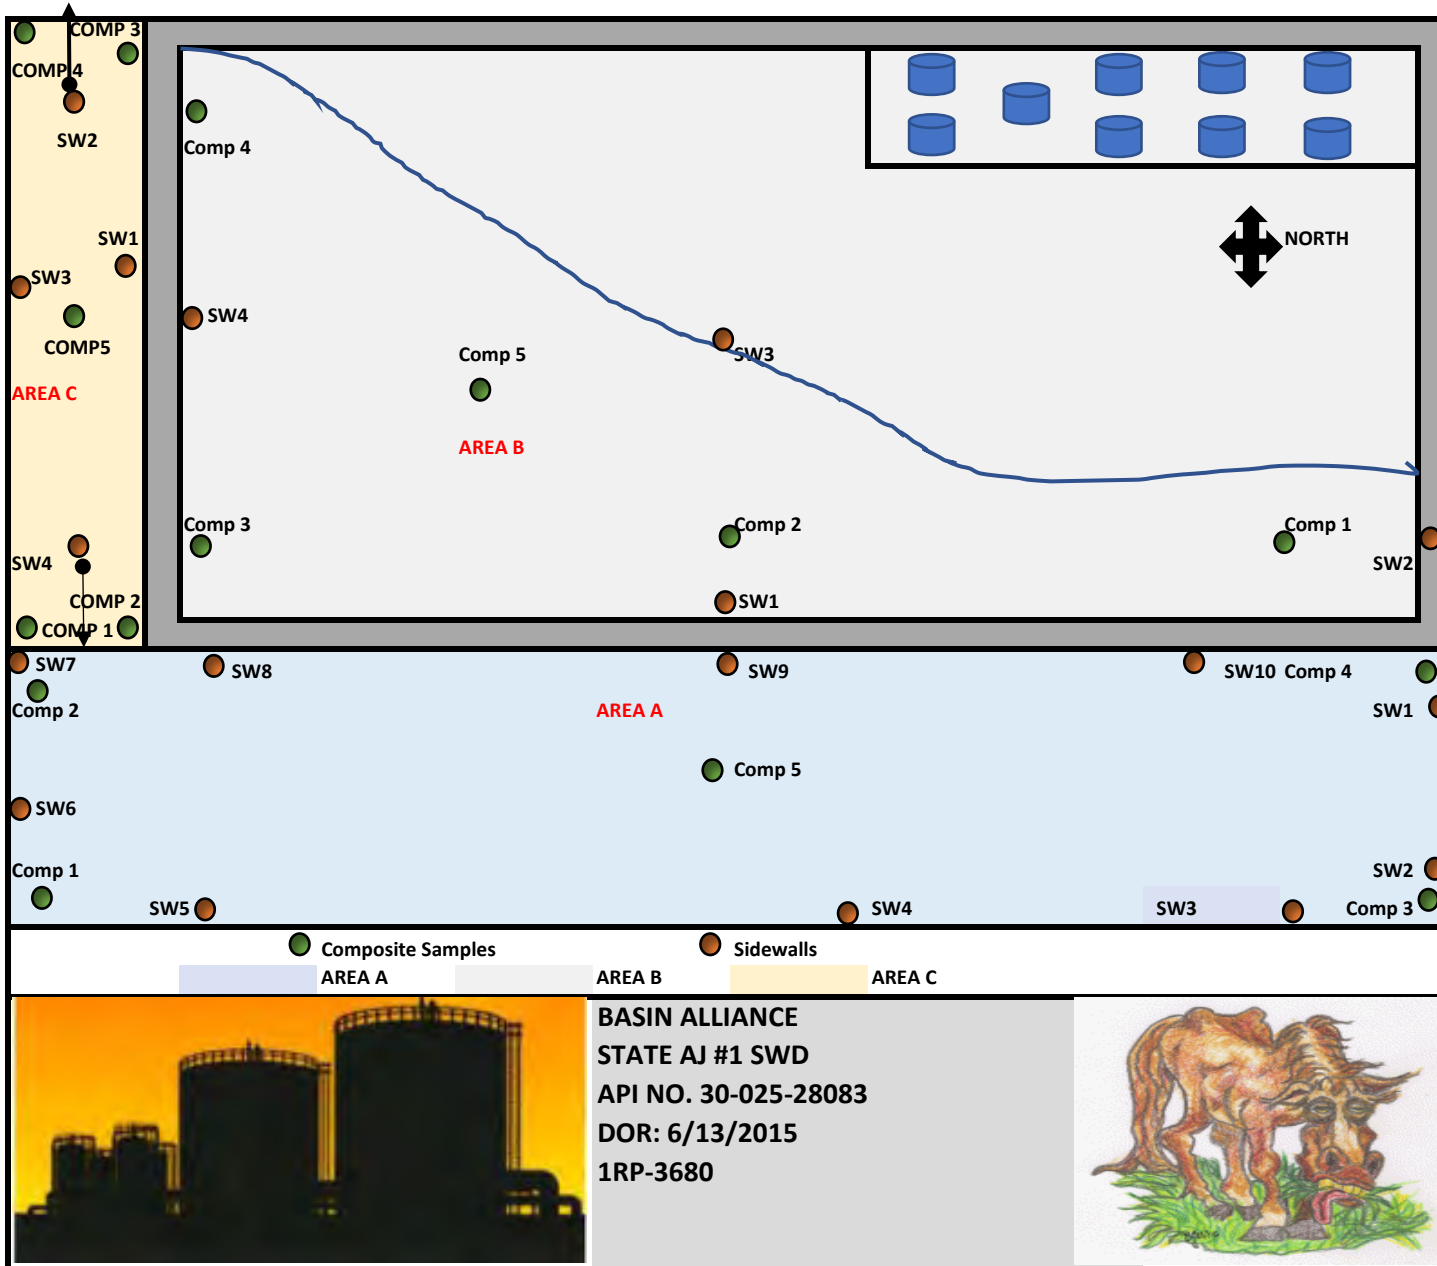 COMP 3
COMP 4
SW2
SW1
SW3
COMP5
AREA C
SW4
COMP 2
COMP 1
Comp 4
NORTH
SW4
SW3
Comp 5
AREA B
Comp 3
Comp 2
Comp 1
SW2
SW1
SW7
SW8
SW9
SW10 Comp 4
Comp 2
AREA A
SW1
Comp 5
SW6
Comp 1
SW2
SW5
SW4
SW3
Comp 3
Composite Samples
Sidewalls
AREA A
AREA B
AREA C
BASIN ALLIANCE
STATE AJ #1 SWD
API NO. 30-025-28083
DOR: 6/13/2015
1RP-3680